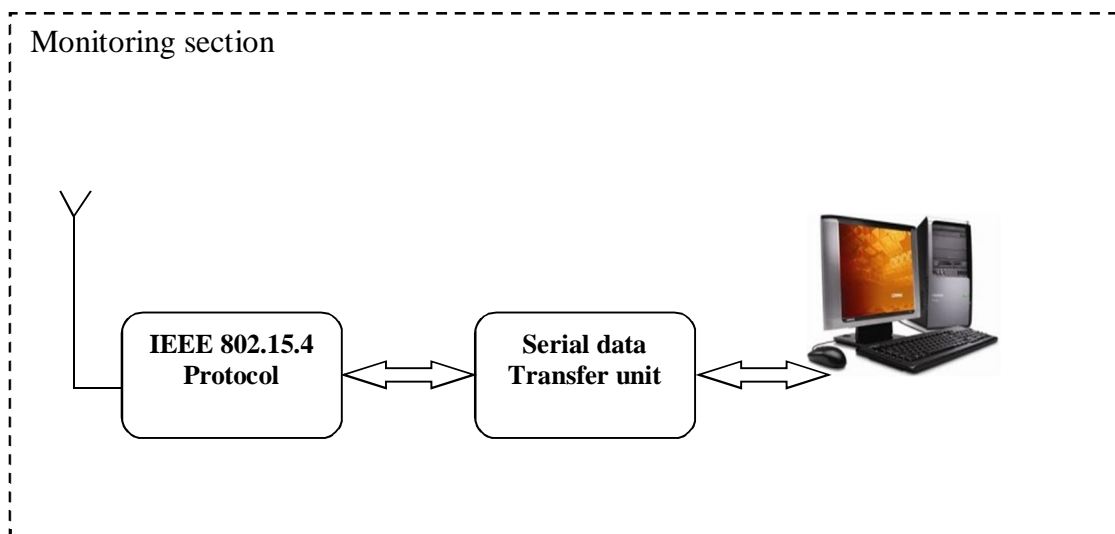 Monitoring section
IEEE 802.15.4
Protocol
Serial data
Transfer unit